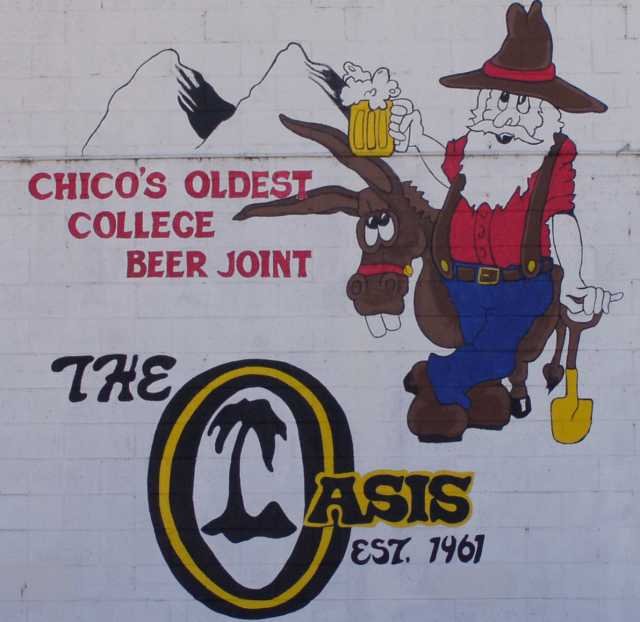 CHICO'S OLDEST
COLLEGE
BEER JOINT
THE
OASIS
EST. 1961